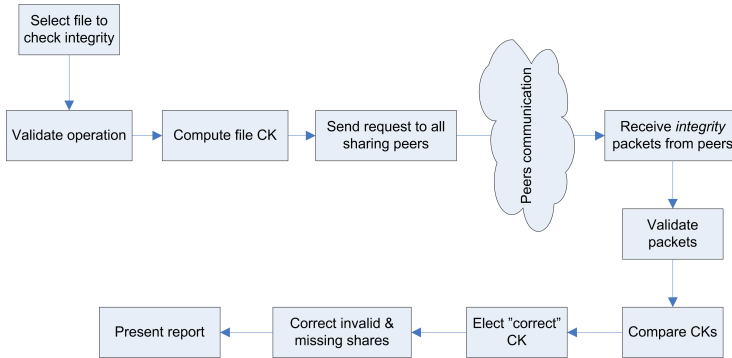 Select file to
check integrity
Validate operation
Compute file CK
Send request to all
sharing peers
Peers communication
Receive integrity
packets from peers
Validate
packets
Compare CKs
Elect ”correct”
CK
Correct invalid &
missing shares
Present report